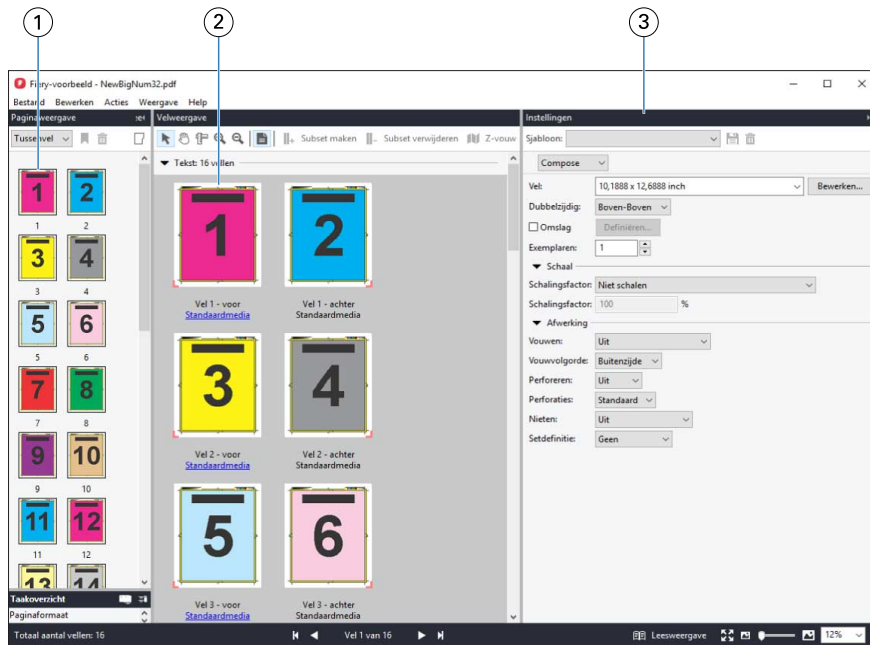 1 2 3
Fiery-voorbeeld - NewBigNum32.pdf
Bestand Bewerken Acties Weergave Help
Paginaweergave Velweergave Instellingen
Tussenvel Subset maken Subset verwijderen Z-vouw Sjabloon:
Tekst: 16 vellen
Compose
Vel: 10,1888 x 12,6888 inch Bewerken...
Dubbelzijdig: Boven-Boven
Omslag Definiëren...
Exemplaren: 1
Schaal
Schalingsfactor: Niet schalen
Schalingsfactor: 100 %
Afwerking
Vouwen: Uit
Vouwvolgorde: Buitenzijde
Perforeren: Uit
Perforaties: Standaard
Nieten: Uit
Setdefinitie: Geen
1 2
1 2
3 4
3 4
5 6
5 6
7 8
7 8
9 10
9 10
11 12
11 12
13 14
1 2
Vel 1 - voor Vel 1 - achter
Standaardmedia Standaardmedia
3 4
Vel 2 - voor Vel 2 - achter
Standaardmedia Standaardmedia
5 6
Vel 3 - voor Vel 3 - achter
Standaardmedia Standaardmedia
Taakoverzicht
Paginaformaat
Totaal aantal vellen: 16 Vel 1 van 16 Leesweergave 12%